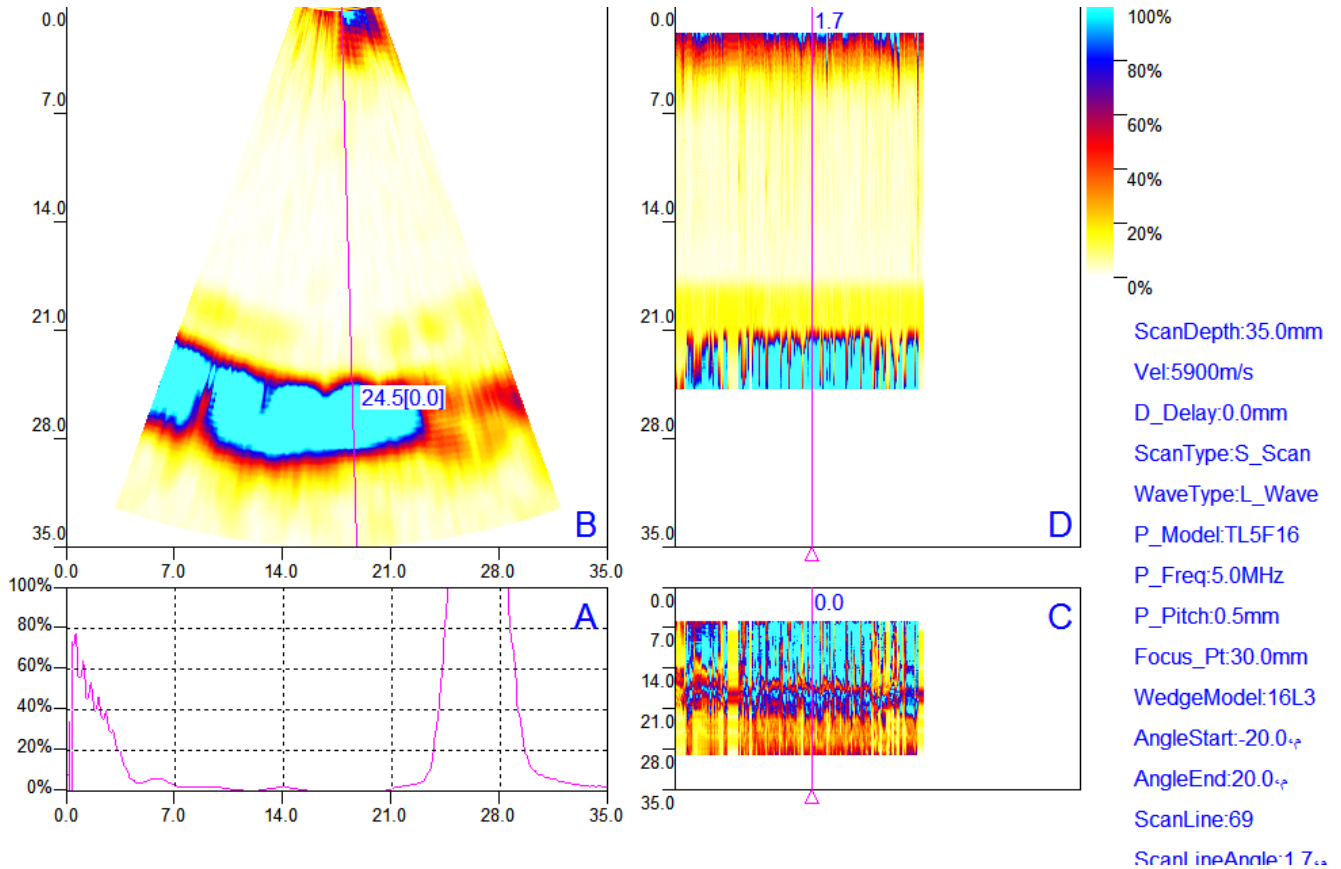 0.0
7.0
14.0
21.0
28.0
35.0
24.5[0.0]
B
0.0 7.0 14.0 21.0 28.0 35.0
0.0
7.0
14.0
21.0
28.0
35.0
1.7
D
100%
80%
60%
40%
20%
0%
100%
80%
60%
40%
20%
0%
A
0.0 7.0 14.0 21.0 28.0 35.0
0.0
7.0
14.0
21.0
28.0
35.0
0.0
C
ScanDepth:35.0mm
Vel:5900m/s
D_Delay:0.0mm
ScanType:S_Scan
WaveType:L_Wave
P_Model:TL5F16
P_Freq:5.0MHz
P_Pitch:0.5mm
Focus_Pt:30.0mm
WedgeModel:16L3
AngleStart:-20.0
AngleEnd:20.0
ScanLine:69
ScanLineAngle:1.7